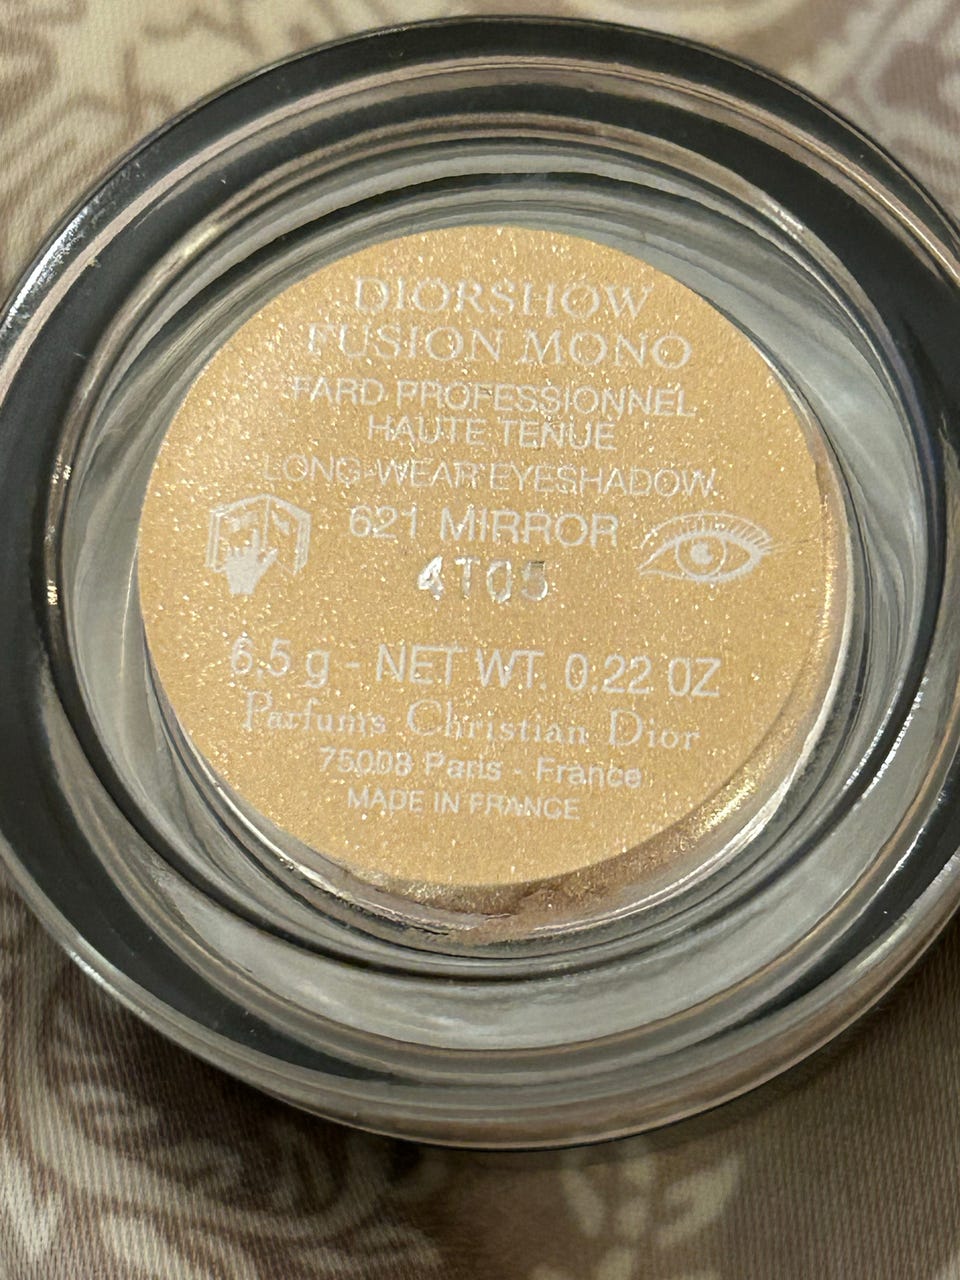 DIORSHOW
FUSION MONO
FARD PROFESSIONNEL
HAUTE TENUE
LONG-WEAR EYESHADOW
621 MIRROR
4T05
6.5 g - NET WT. 0.22 OZ
Parfums Christian Dior
75008 Paris - France
MADE IN FRANCE